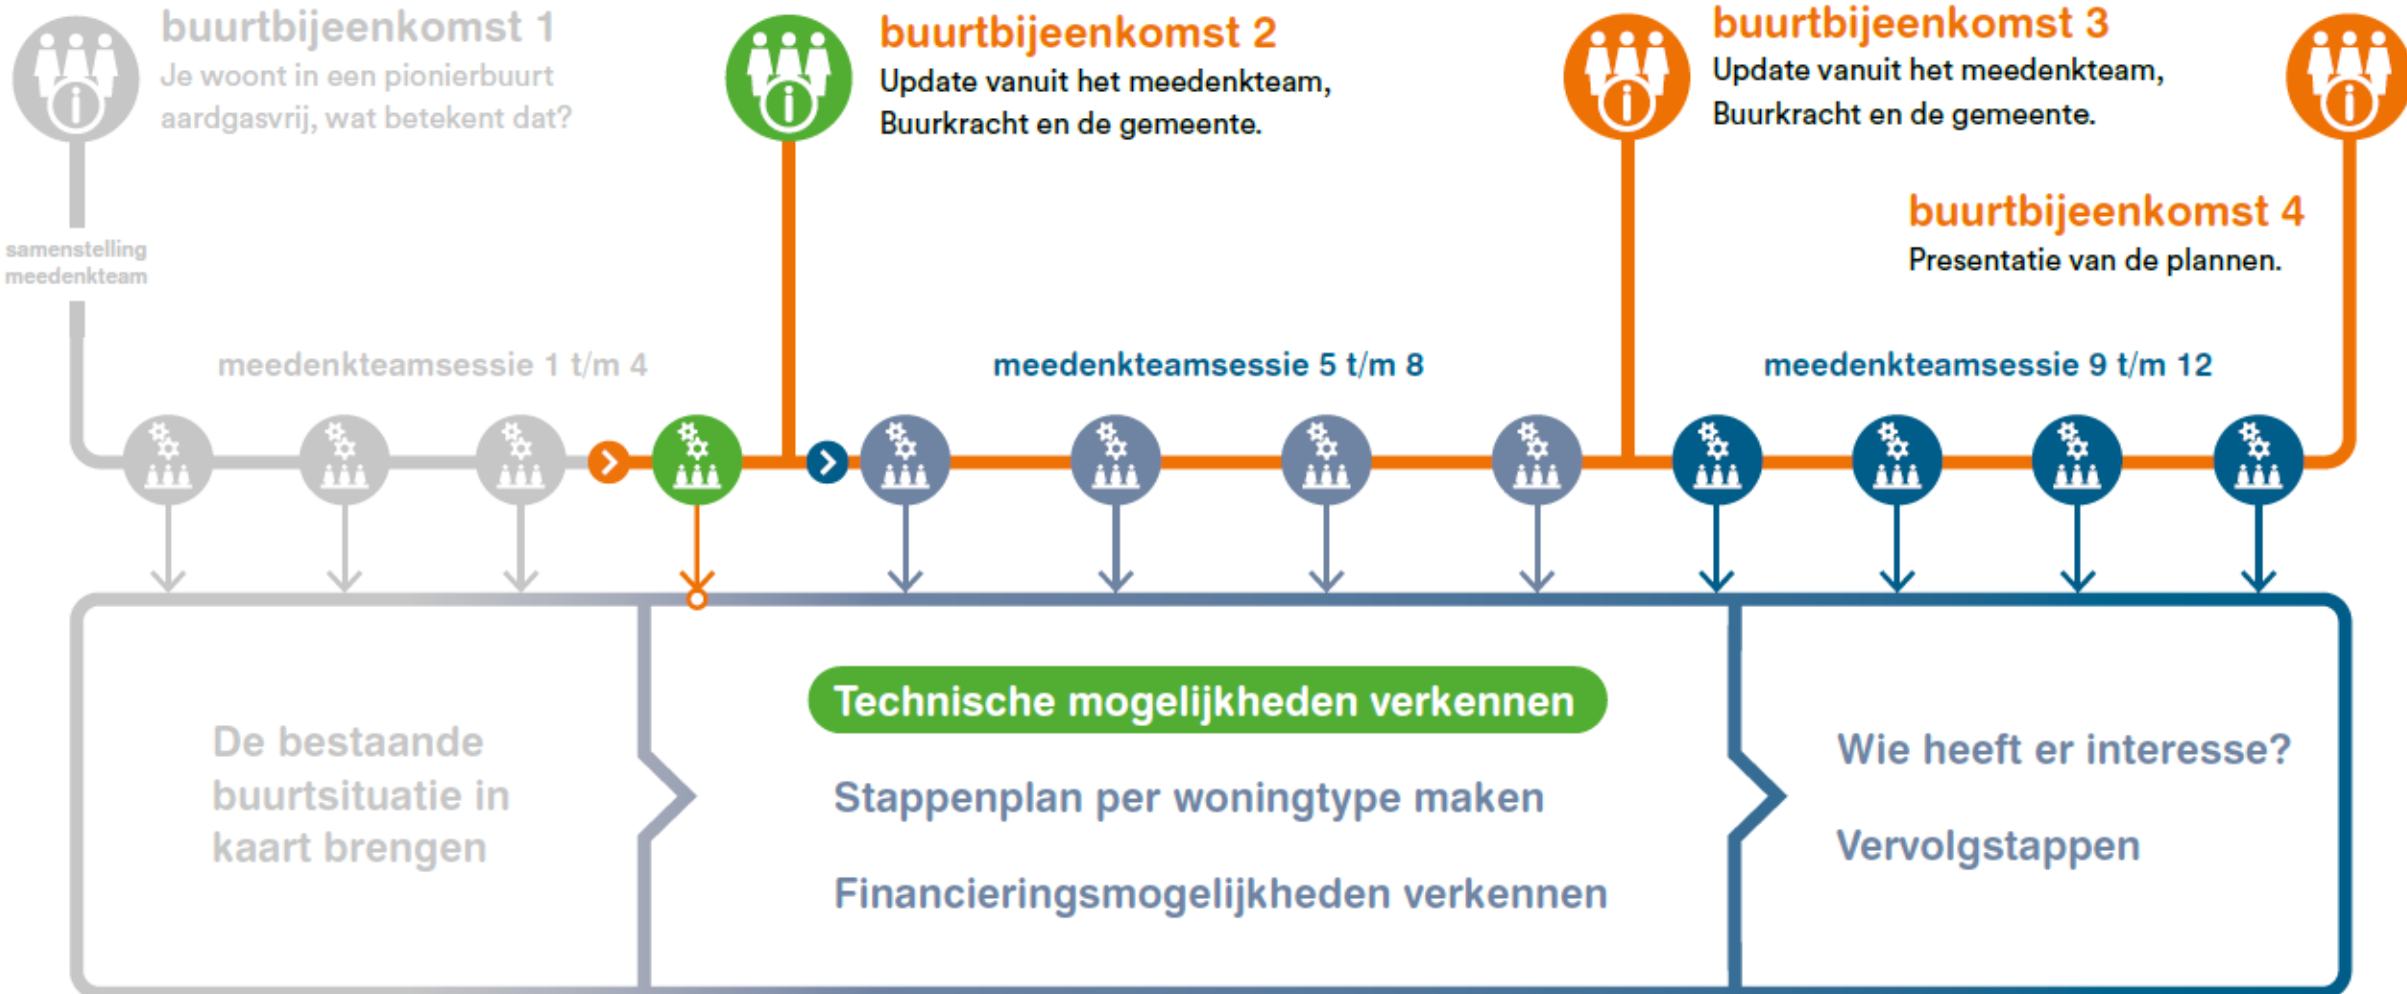 buurtbijeenkomst 1
Je woont in een pionierbuurt
aardgasvrij, wat betekent dat?
buurtbijeenkomst 2
Update vanuit het meedenkteam,
Buurkracht en de gemeente.
buurtbijeenkomst 3
Update vanuit het meedenkteam,
Buurkracht en de gemeente.
buurtbijeenkomst 4
Presentatie van de plannen.
samenstelling
meedenkteam
meedenkteamsessie 1 t/m 4
meedenkteamsessie 5 t/m 8
meedenkteamsessie 9 t/m 12
De bestaande
buurtsituatie in
kaart brengen
Technische mogelijkheden verkennen
Stappenplan per woningtype maken
Financieringsmogelijkheden verkennen
Wie heeft er interesse?
Vervolgstappen